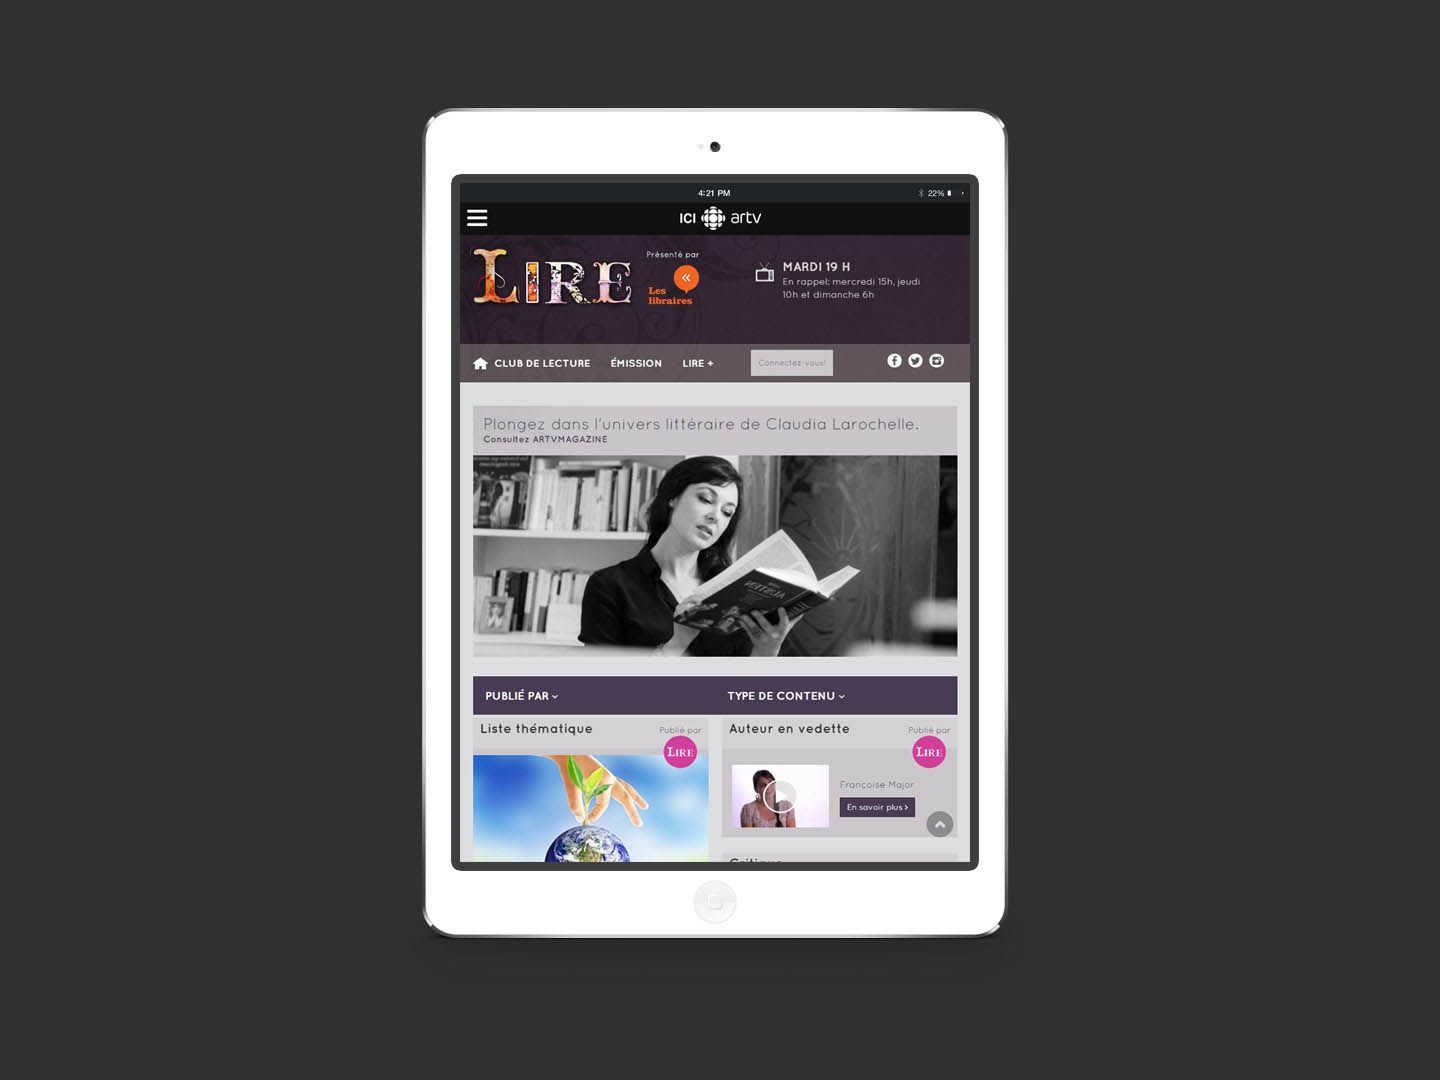 4:21 PM
22%
ICI artv
LIRE
Présenté par
Les
libraires
MARDI 19 H
En rappel: mercredi 15h, jeudi
10h et dimanche 6h
CLUB DE LECTURE ÉMISSION LIRE + Connectez-vous!
Plongez dans l'univers littéraire de Claudia Larochelle.
Consultez ARTVMAGAZINE
PUBLIÉ PAR TYPE DE CONTENU
Liste thématique
Publié par
LIRE
Auteur en vedette
Publié par
LIRE
Françoise Major
En savoir plus